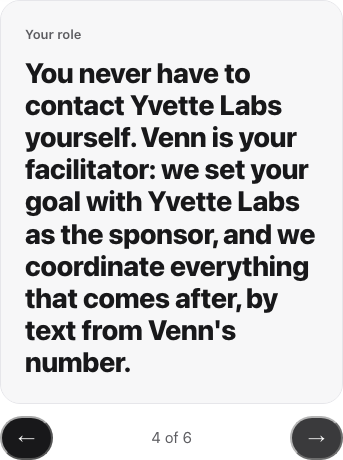 Your role
You never have to
contact Yvette Labs
yourself. Venn is your
facilitator: we set your
goal with Yvette Labs
as the sponsor, and we
coordinate everything
that comes after, by
text from Venn's
number.
← 4 of 6 →